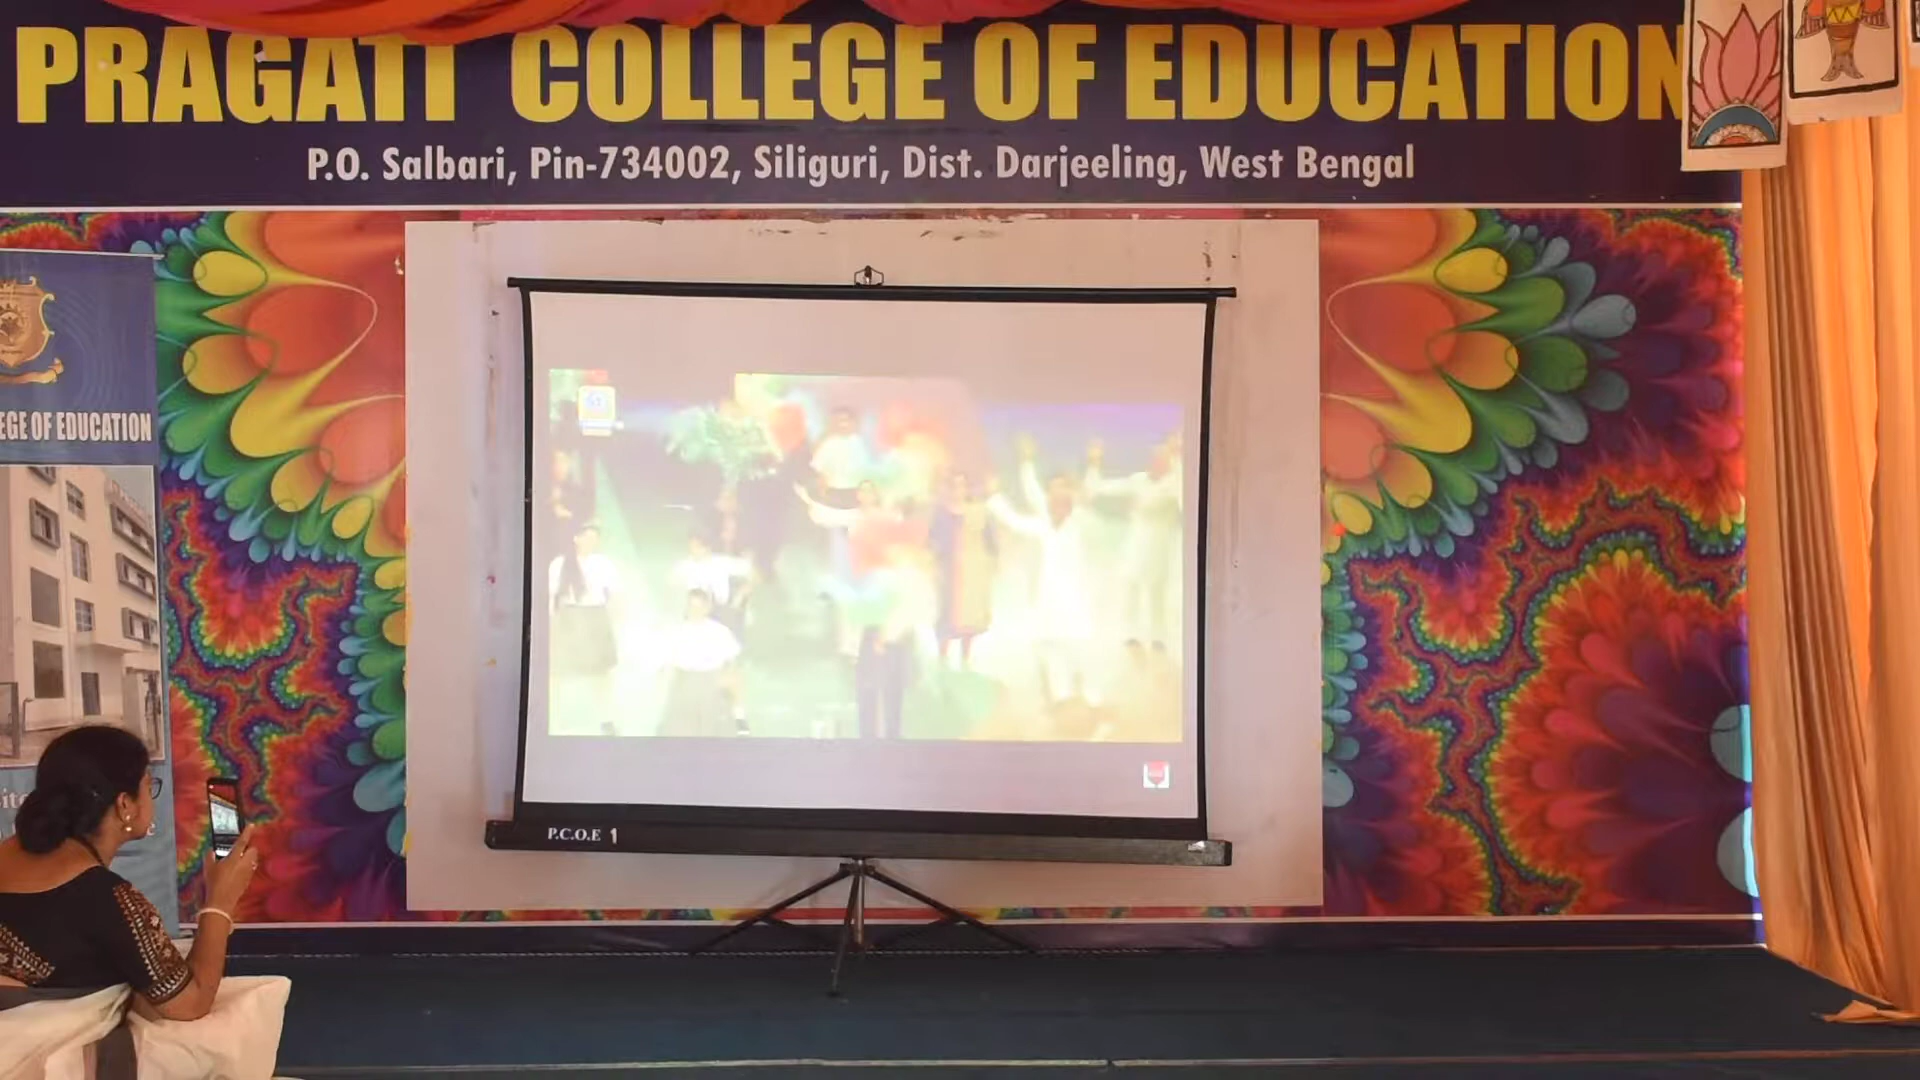 PRAGATI COLLEGE OF EDUCATION
P.O. Salbari, Pin-734002, Siliguri, Dist. Darjeeling, West Bengal
EGE OF EDUCATION
P.C.O.E 1